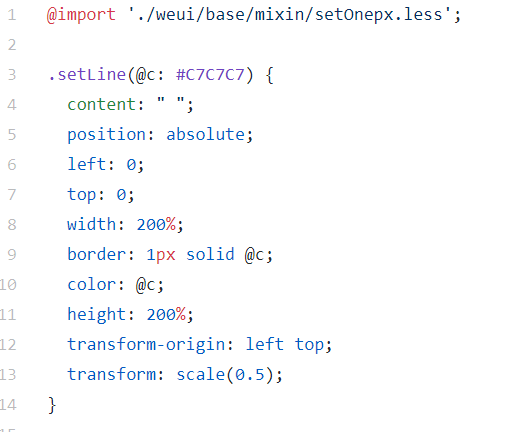 1 @import './weui/base/mixin/setOnepx.less';
2
3 .setLine(@c: #C7C7C7) {
4 content: " ";
5 position: absolute;
6 left: 0;
7 top: 0;
8 width: 200%;
9 border: 1px solid @c;
10 color: @c;
11 height: 200%;
12 transform-origin: left top;
13 transform: scale(0.5);
14 }